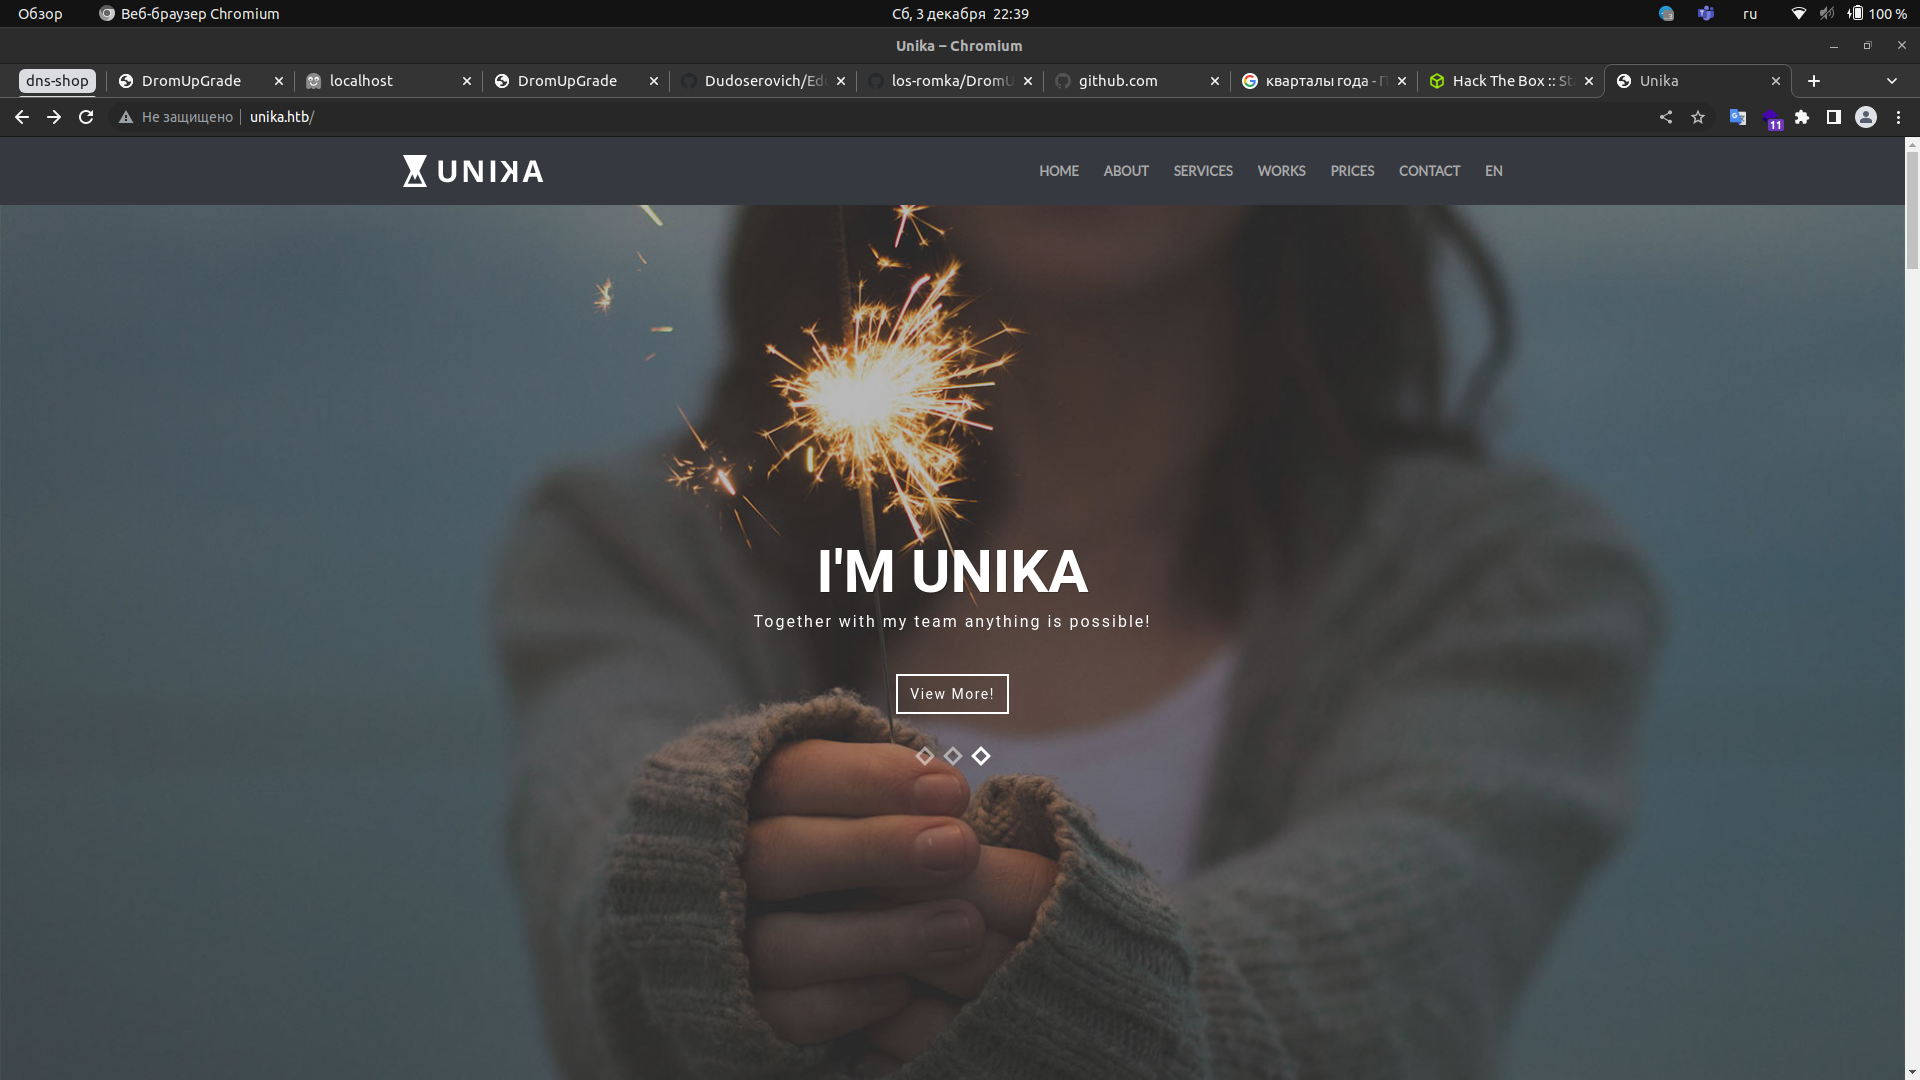 Обзор Веб-браузер Chromium Сб, 3 декабря 22:39 ru 100 %
Unika – Chromium
dns-shop DromUpGrade localhost DromUpGrade Dudoserovich/Ed los-romka/Drom github.com кварталы года - Hack The Box :: St Unika
Не защищено unika.htb/ 11
UNIKA HOME ABOUT SERVICES WORKS PRICES CONTACT EN
I'M UNIKA
Together with my team anything is possible!
View More!